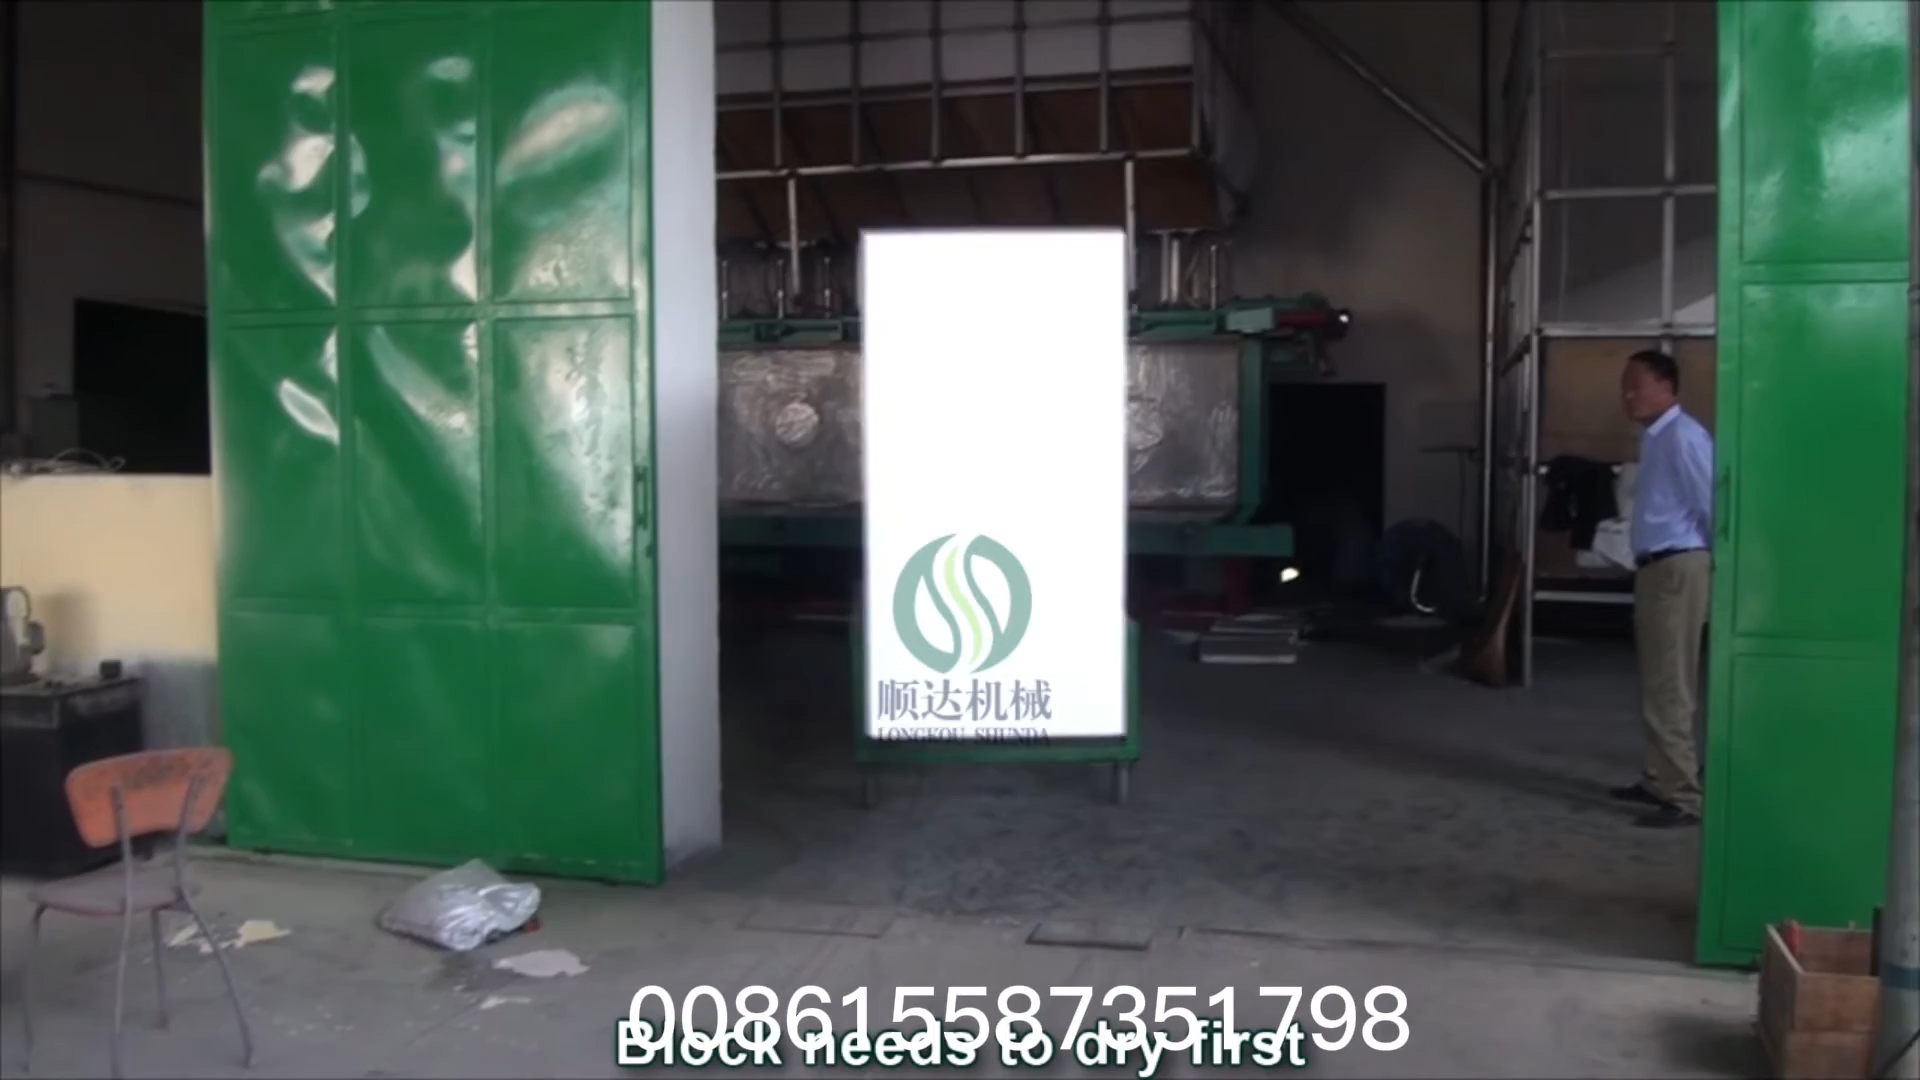 顺达机械
LONGKOU SHUNDA
008615587351798
Block needs to dry first